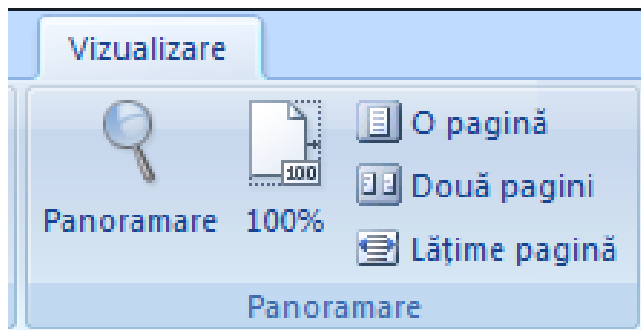 Vizualizare
Panoramare
100
100%
O pagină
Două pagini
Lățime pagină
Panoramare